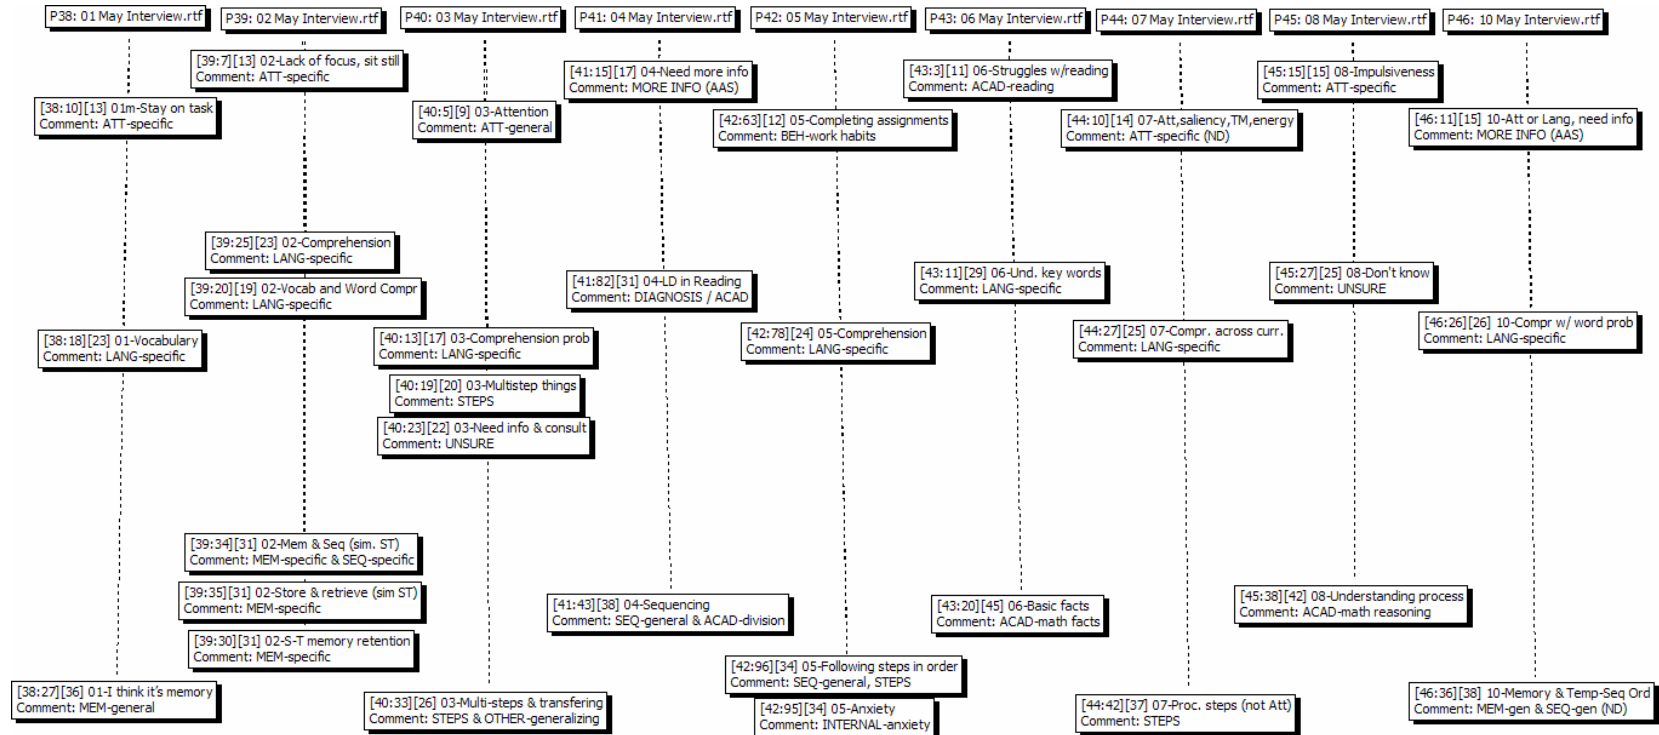 P38: 01 May Interview.rtf
P39: 02 May Interview.rtf
P40: 03 May Interview.rtf
P41: 04 May Interview.rtf
P42: 05 May Interview.rtf
P43: 06 May Interview.rtf
P44: 07 May Interview.rtf
P45: 08 May Interview.rtf
P46: 10 May Interview.rtf
[39:7][13] 02-Lack of focus, sit still
Comment: ATT-specific
[41:15][17] 04-Need more info
Comment: MORE INFO (AAS)
[43:3][11] 06-Struggles w/reading
Comment: ACAD-reading
[45:15][15] 08-Impulsiveness
Comment: ATT-specific
[38:10][13] 01m-Stay on task
Comment: ATT-specific
[40:5][9] 03-Attention
Comment: ATT-general
[42:63][12] 05-Completing assignments
Comment: BEH-work habits
[44:10][14] 07-Att,saliency,TM,energy
Comment: ATT-specific (ND)
[46:11][15] 10-Att or Lang, need info
Comment: MORE INFO (AAS)
[39:25][23] 02-Comprehension
Comment: LANG-specific
[39:20][19] 02-Vocab and Word Compr
Comment: LANG-specific
[41:82][31] 04-LD in Reading
Comment: DIAGNOSIS / ACAD
[43:11][29] 06-Und. key words
Comment: LANG-specific
[45:27][25] 08-Don't know
Comment: UNSURE
[38:18][23] 01-Vocabulary
Comment: LANG-specific
[40:13][17] 03-Comprehension prob
Comment: LANG-specific
[42:78][24] 05-Comprehension
Comment: LANG-specific
[44:27][25] 07-Compr. across curr.
Comment: LANG-specific
[46:26][26] 10-Compr w/ word prob
Comment: LANG-specific
[40:19][20] 03-Multistep things
Comment: STEPS
[40:23][22] 03-Need info & consult
Comment: UNSURE
[39:34][31] 02-Mem & Seq (sim. ST)
Comment: MEM-specific & SEQ-specific
[39:35][31] 02-Store & retrieve (sim ST)
Comment: MEM-specific
[39:30][31] 02-S-T memory retention
Comment: MEM-specific
[41:43][38] 04-Sequencing
Comment: SEQ-general & ACAD-division
[43:20][45] 06-Basic facts
Comment: ACAD-math facts
[45:38][42] 08-Understanding process
Comment: ACAD-math reasoning
[38:27][36] 01-I think it's memory
Comment: MEM-general
[40:33][26] 03-Multi-steps & transfering
Comment: STEPS & OTHER-generalizing
[42:96][34] 05-Following steps in order
Comment: SEQ-general, STEPS
[42:95][34] 05-Anxiety
Comment: INTERNAL-anxiety
[44:42][37] 07-Proc. steps (not Att)
Comment: STEPS
[46:36][38] 10-Memory & Temp-Seq Ord
Comment: MEM-gen & SEQ-gen (ND)